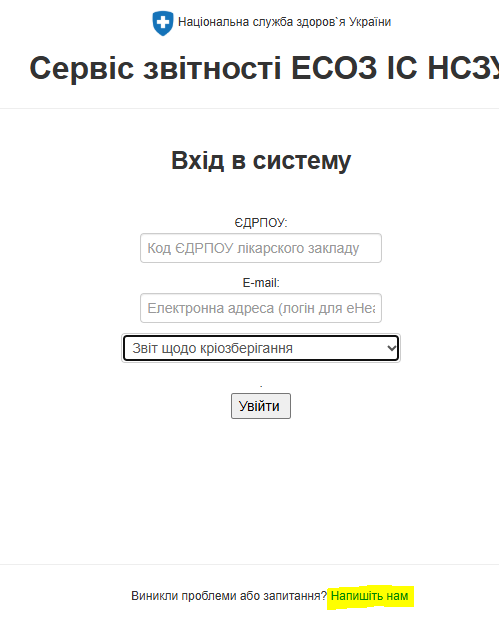 Національна служба здоров`я України
Сервіс звітності ЕСОЗ ІС НСЗУ
Вхід в систему
ЄДРПОУ:
Код ЄДРПОУ лікарского закладу
E-mail:
Електронна адреса (логін для eHea
Звіт щодо кріозберігання
.
Увійти
Виникли проблеми або запитання? Напишіть нам